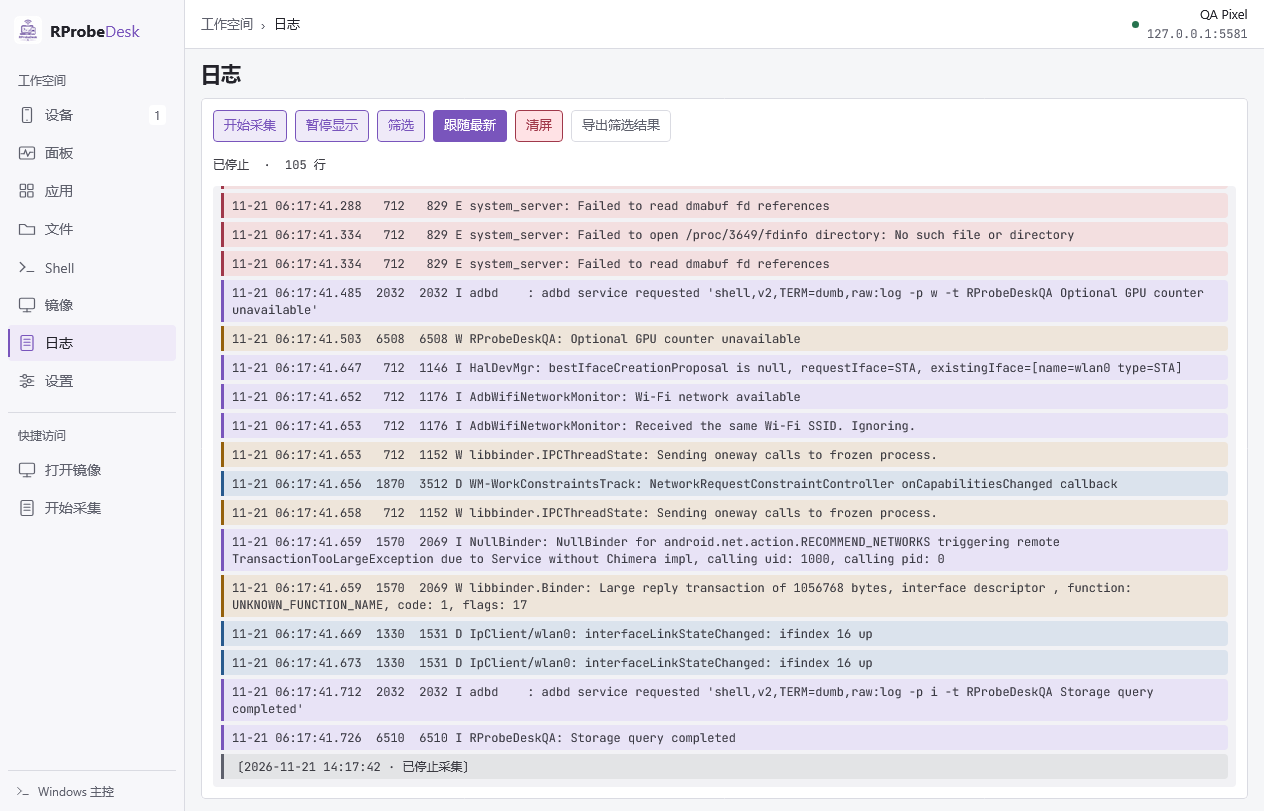 RProbeDesk
工作空间
设备 1
面板
应用
文件
Shell
镜像
日志
设置
快捷访问
打开镜像
开始采集
Windows 主控
工作空间 › 日志
QA Pixel
127.0.0.1:5581
日志
开始采集 暂停显示 筛选 跟随最新 清屏 导出筛选结果
已停止 · 105 行
11-21 06:17:41.288   712   829 E system_server: Failed to read dmabuf fd references
11-21 06:17:41.334   712   829 E system_server: Failed to open /proc/3649/fdinfo directory: No such file or directory
11-21 06:17:41.334   712   829 E system_server: Failed to read dmabuf fd references
11-21 06:17:41.485  2032  2032 I adbd    : adbd service requested 'shell,v2,TERM=dumb,raw:log -p w -t RProbeDeskQA Optional GPU counter
unavailable'
11-21 06:17:41.503  6508  6508 W RProbeDeskQA: Optional GPU counter unavailable
11-21 06:17:41.647   712  1146 I HalDevMgr: bestIfaceCreationProposal is null, requestIface=STA, existingIface=[name=wlan0 type=STA]
11-21 06:17:41.652   712  1176 I AdbWifiNetworkMonitor: Wi-Fi network available
11-21 06:17:41.653   712  1176 I AdbWifiNetworkMonitor: Received the same Wi-Fi SSID. Ignoring.
11-21 06:17:41.653   712  1152 W libbinder.IPCThreadState: Sending oneway calls to frozen process.
11-21 06:17:41.656  1870  3512 D WM-WorkConstraintsTrack: NetworkRequestConstraintController onCapabilitiesChanged callback
11-21 06:17:41.658   712  1152 W libbinder.IPCThreadState: Sending oneway calls to frozen process.
11-21 06:17:41.659  1570  2069 I NullBinder: NullBinder for android.net.action.RECOMMEND_NETWORKS triggering remote
TransactionTooLargeException due to Service without Chimera impl, calling uid: 1000, calling pid: 0
11-21 06:17:41.659  1570  2069 W libbinder.Binder: Large reply transaction of 1056768 bytes, interface descriptor , function:
UNKNOWN_FUNCTION_NAME, code: 1, flags: 17
11-21 06:17:41.669  1330  1531 D IpClient/wlan0: interfaceLinkStateChanged: ifindex 16 up
11-21 06:17:41.673  1330  1531 D IpClient/wlan0: interfaceLinkStateChanged: ifindex 16 up
11-21 06:17:41.712  2032  2032 I adbd    : adbd service requested 'shell,v2,TERM=dumb,raw:log -p i -t RProbeDeskQA Storage query
completed'
11-21 06:17:41.726  6510  6510 I RProbeDeskQA: Storage query completed
[2026-11-21 14:17:42 · 已停止采集]